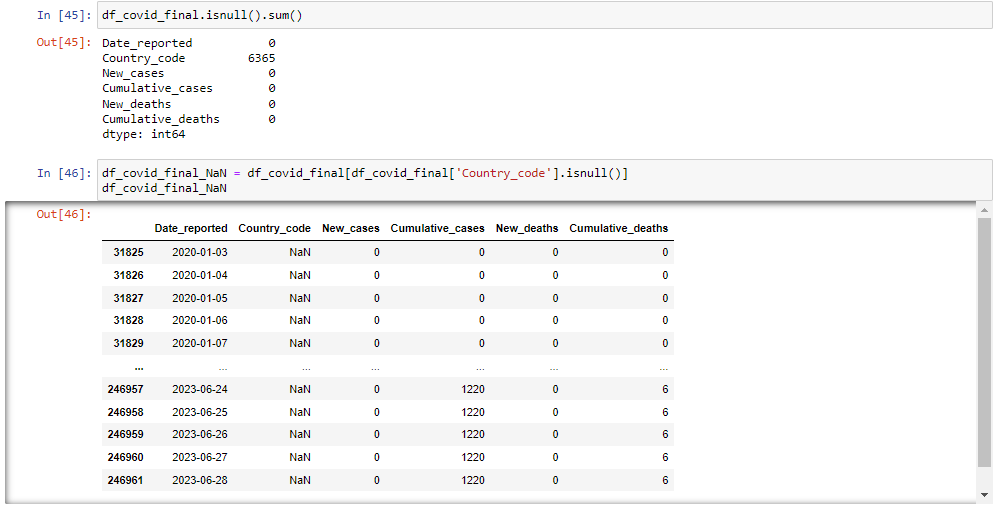 In [45]: df_covid_final.isnull().sum()
Out[45]: Date_reported 0
Country_code 6365
New_cases 0
Cumulative_cases 0
New_deaths 0
Cumulative_deaths 0
dtype: int64
In [46]: df_covid_final_NaN = df_covid_final[df_covid_final['Country_code'].isnull()]
df_covid_final_NaN
Out[46]:
Date_reported Country_code New_cases Cumulative_cases New_deaths Cumulative_deaths
31825 2020-01-03 NaN 0 0 0 0
31826 2020-01-04 NaN 0 0 0 0
31827 2020-01-05 NaN 0 0 0 0
31828 2020-01-06 NaN 0 0 0 0
31829 2020-01-07 NaN 0 0 0 0
... ... ... ... ... ... ...
246957 2023-06-24 NaN 0 1220 0 6
246958 2023-06-25 NaN 0 1220 0 6
246959 2023-06-26 NaN 0 1220 0 6
246960 2023-06-27 NaN 0 1220 0 6
246961 2023-06-28 NaN 0 1220 0 6